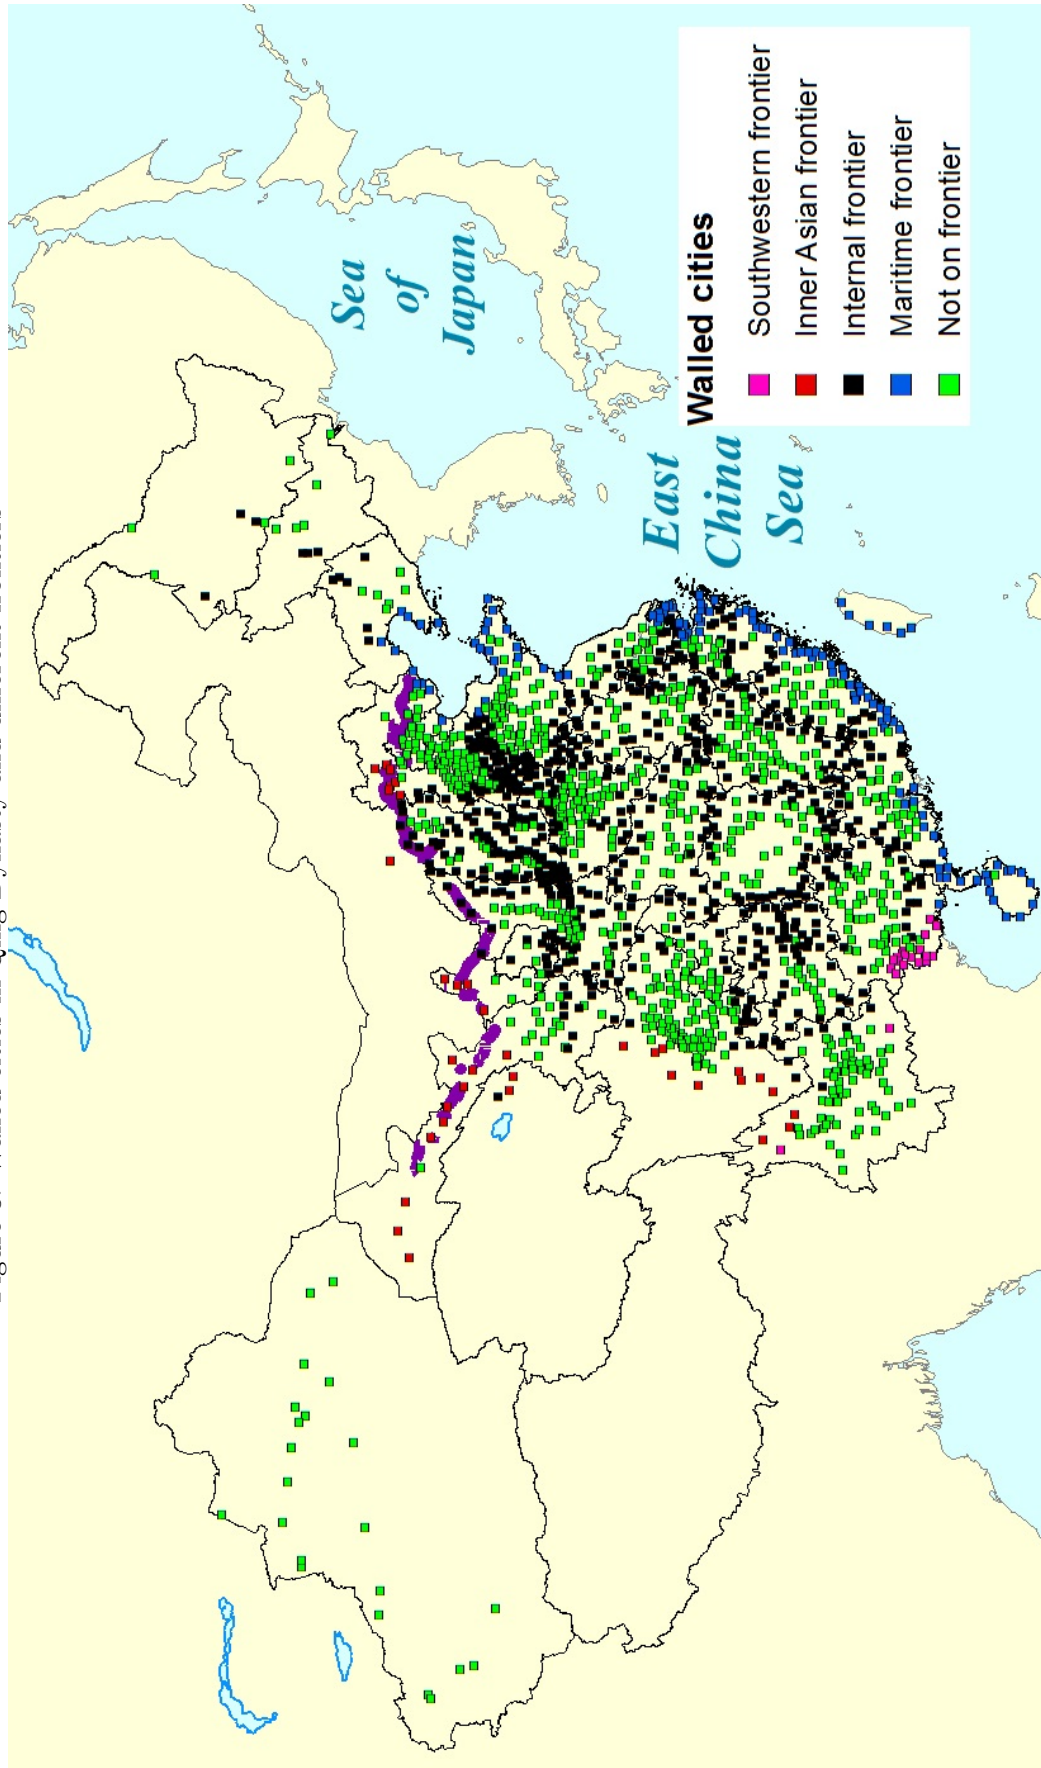 Sea
of
Japan
East
China
Sea
Walled cities
Southwestern frontier
Inner Asian frontier
Internal frontier
Maritime frontier
Not on frontier